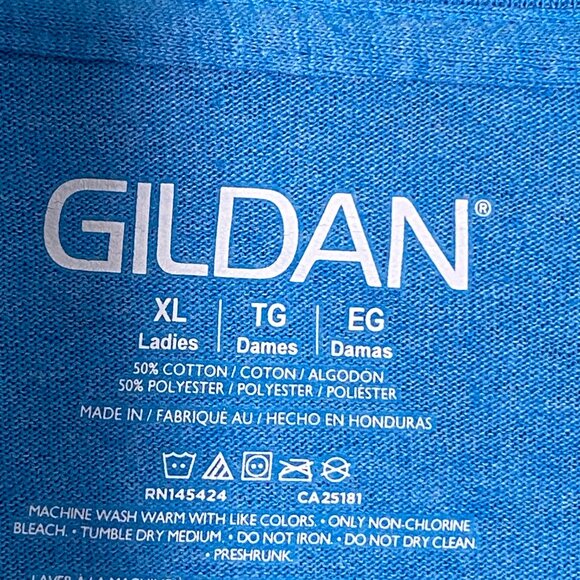 GILDAN®
XL | TG | EG
Ladies | Dames | Damas
50% COTTON / COTON / ALGODÓN
50% POLYESTER / POLYESTER / POLIÉSTER
MADE IN / FABRIQUÉ AU / HECHO EN HONDURAS
RN145424 CA25181
MACHINE WASH WARM WITH LIKE COLORS. • ONLY NON-CHLORINE
BLEACH. • TUMBLE DRY MEDIUM. • DO NOT IRON. • DO NOT DRY CLEAN.
• PRESHRUNK.